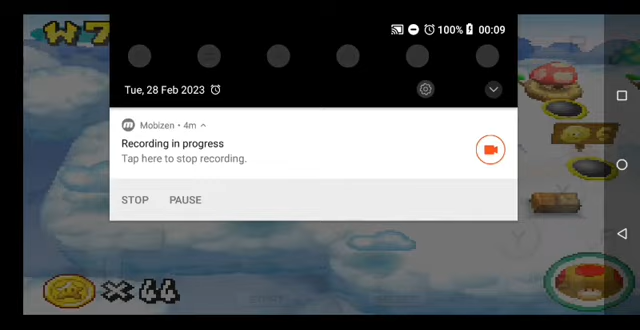 W7
100% 00:09
Tue, 28 Feb 2023
Mobizen • 4m
Recording in progress
Tap here to stop recording.
STOP PAUSE
× 66
START